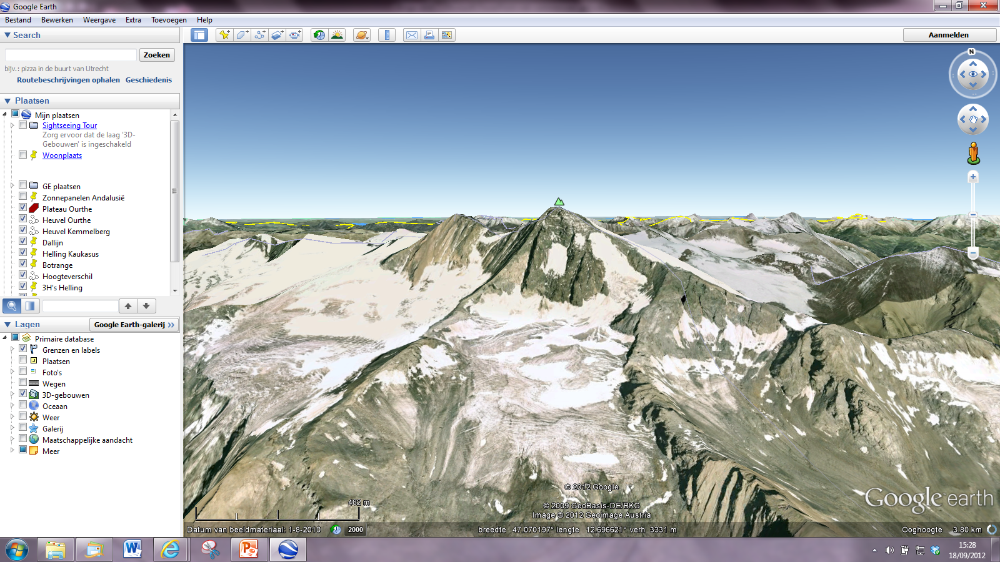 Google Earth
Bestand Bewerken Weergave Extra Toevoegen Help
Search
Zoeken
bijv.: pizza in de buurt van Utrecht
Routebeschrijvingen ophalen Geschiedenis
Plaatsen
Mijn plaatsen
Sightseeing Tour
Zorg ervoor dat de laag '3D-
Gebouwen' is ingeschakeld
Woonplaats
GE plaatsen
Zonnepanelen Andalusië
Plateau Ourthe
Heuvel Ourthe
Heuvel Kemmelberg
Dallijn
Helling Kaukasus
Botrange
Hoogteverschil
3H's Helling
Lagen
Google Earth-galerij »
Primaire database
Grenzen en labels
Plaatsen
Foto's
Wegen
3D-gebouwen
Oceaan
Weer
Galerij
Maatschappelijke aandacht
Meer
Aanmelden
N
462 m
© 2012 Google
© 2009 GeoBasis-DE/BKG
Image © 2012 Geoimage Austria
Google earth
Datum van beeldmateriaal: 1-8-2010 2000 breedte 47.070197° lengte 12.696621° verh 3331 m Ooghoogte 3.80 km
15:28
18/09/2012